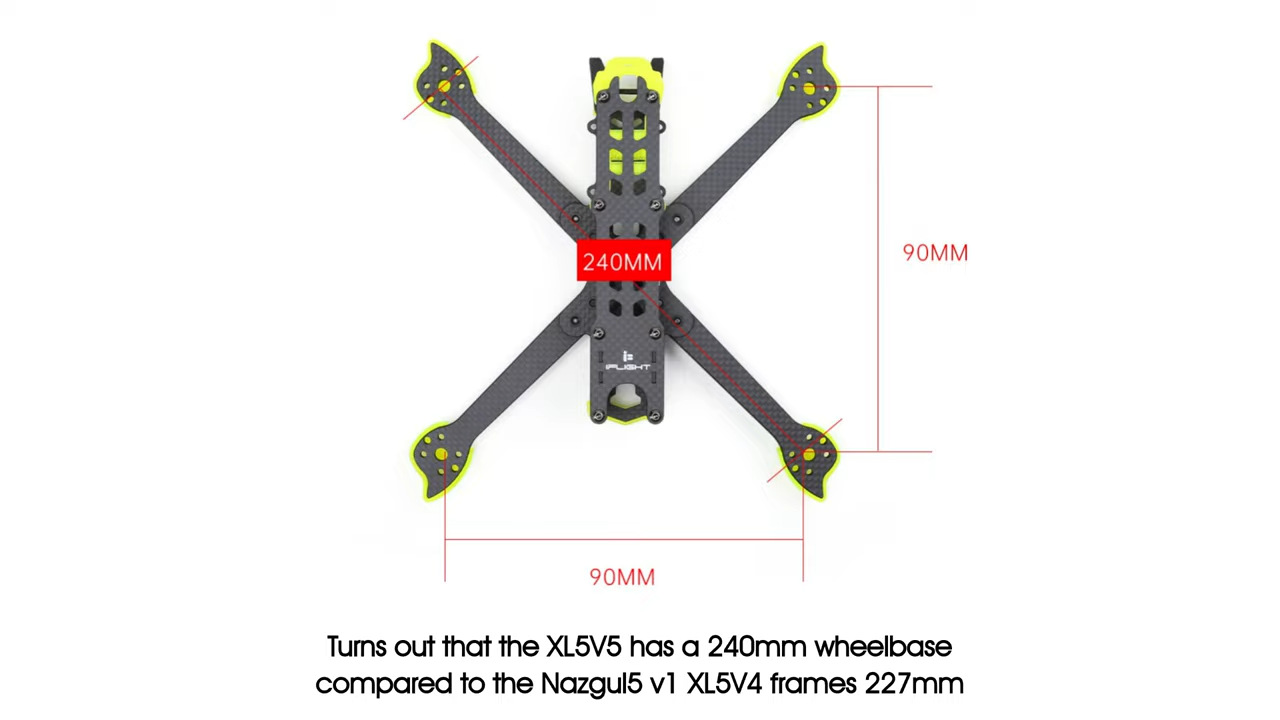 240MM
90MM
IFLIGHT
90MM
Turns out that the XL5V5 has a 240mm wheelbase
compared to the Nazgul5 v1 XL5V4 frames 227mm